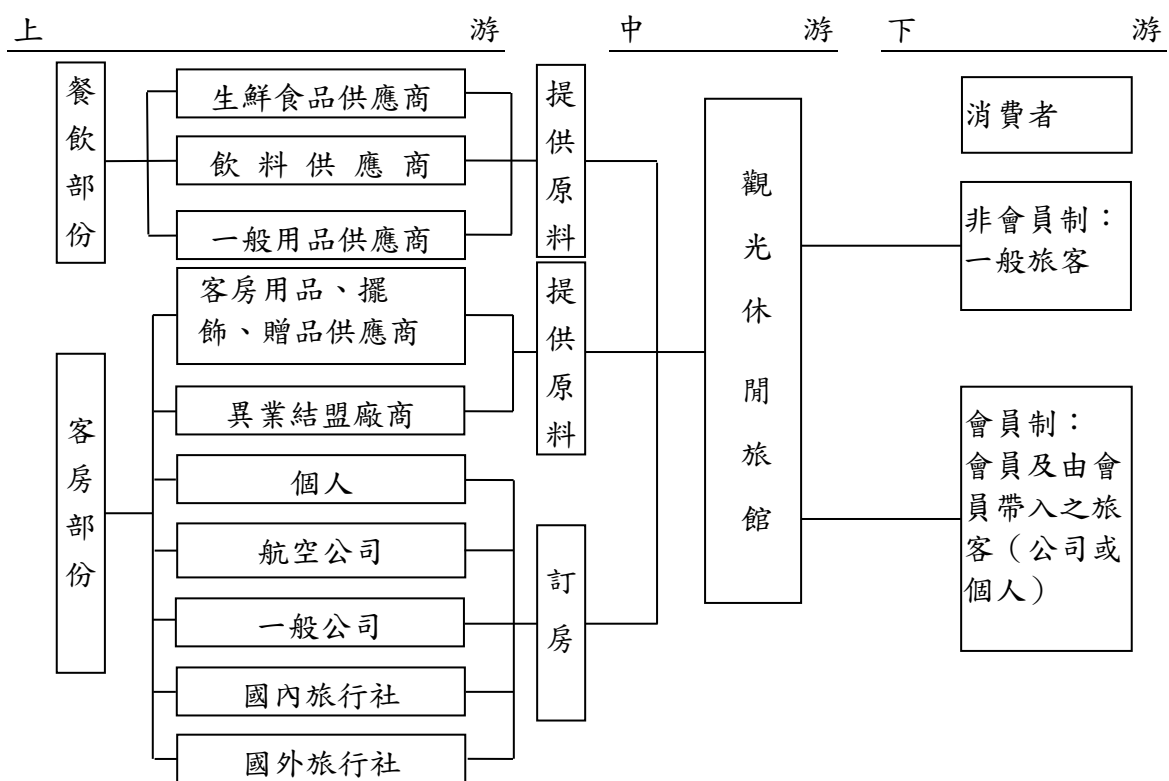 上游
中游
下游
餐飲部份
生鮮食品供應商
飲料供應商
一般用品供應商
提供原料
客房部份
客房用品、擺
飾、贈品供應商
異業結盟廠商
提供原料
個人
航空公司
一般公司
國內旅行社
國外旅行社
訂房
觀光休閒旅館
消費者
非會員制：
一般旅客
會員制：
會員及由會
員帶入之旅
客（公司或
個人）